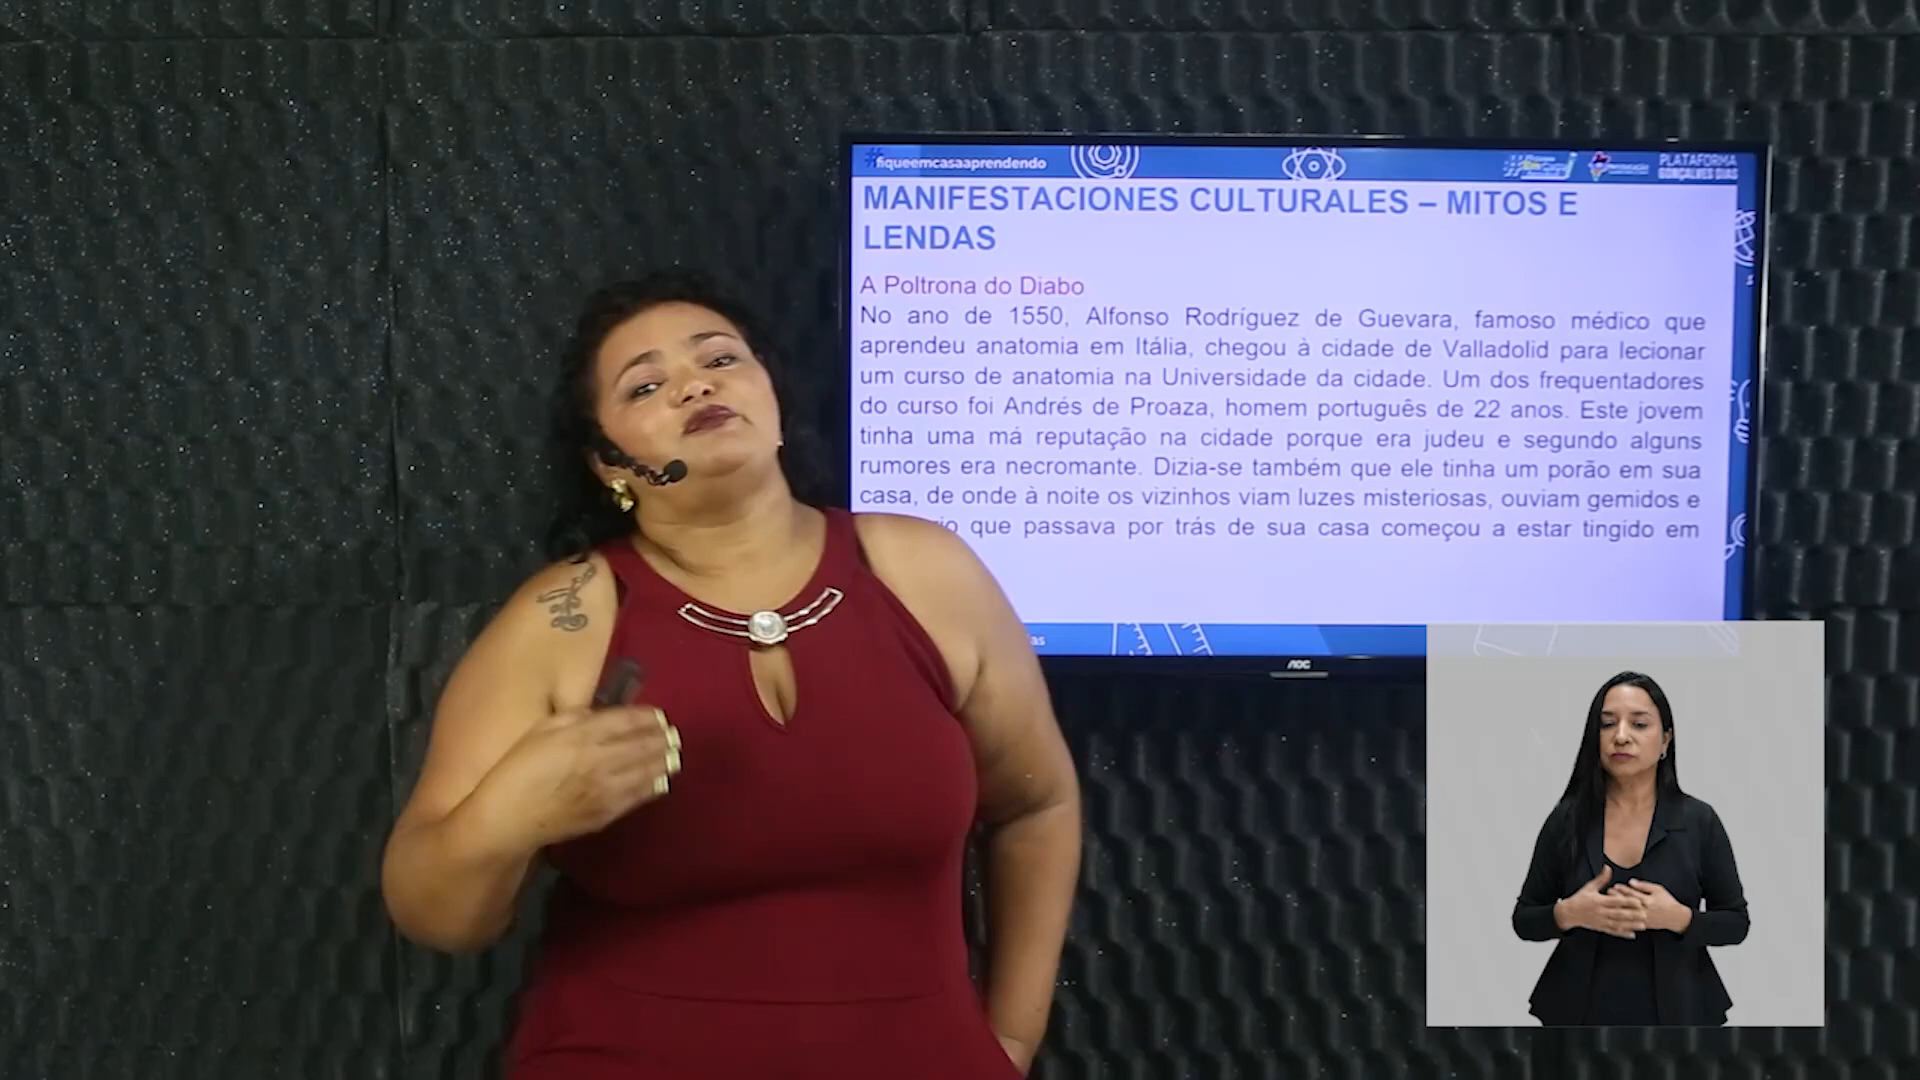 #fiqueemcasaaprendendo
PLATAFORMA
GONÇALVES DIAS
MANIFESTACIONES CULTURALES – MITOS E
LENDAS
A Poltrona do Diabo
No ano de 1550, Alfonso Rodríguez de Guevara, famoso médico que
aprendeu anatomia em Itália, chegou à cidade de Valladolid para lecionar
um curso de anatomia na Universidade da cidade. Um dos frequentadores
do curso foi Andrés de Proaza, homem português de 22 anos. Este jovem
tinha uma má reputação na cidade porque era judeu e segundo alguns
rumores era necromante. Dizia-se também que ele tinha um porão em sua
casa, de onde à noite os vizinhos viam luzes misteriosas, ouviam gemidos e
que passava por trás de sua casa começou a estar tingido em
AOC